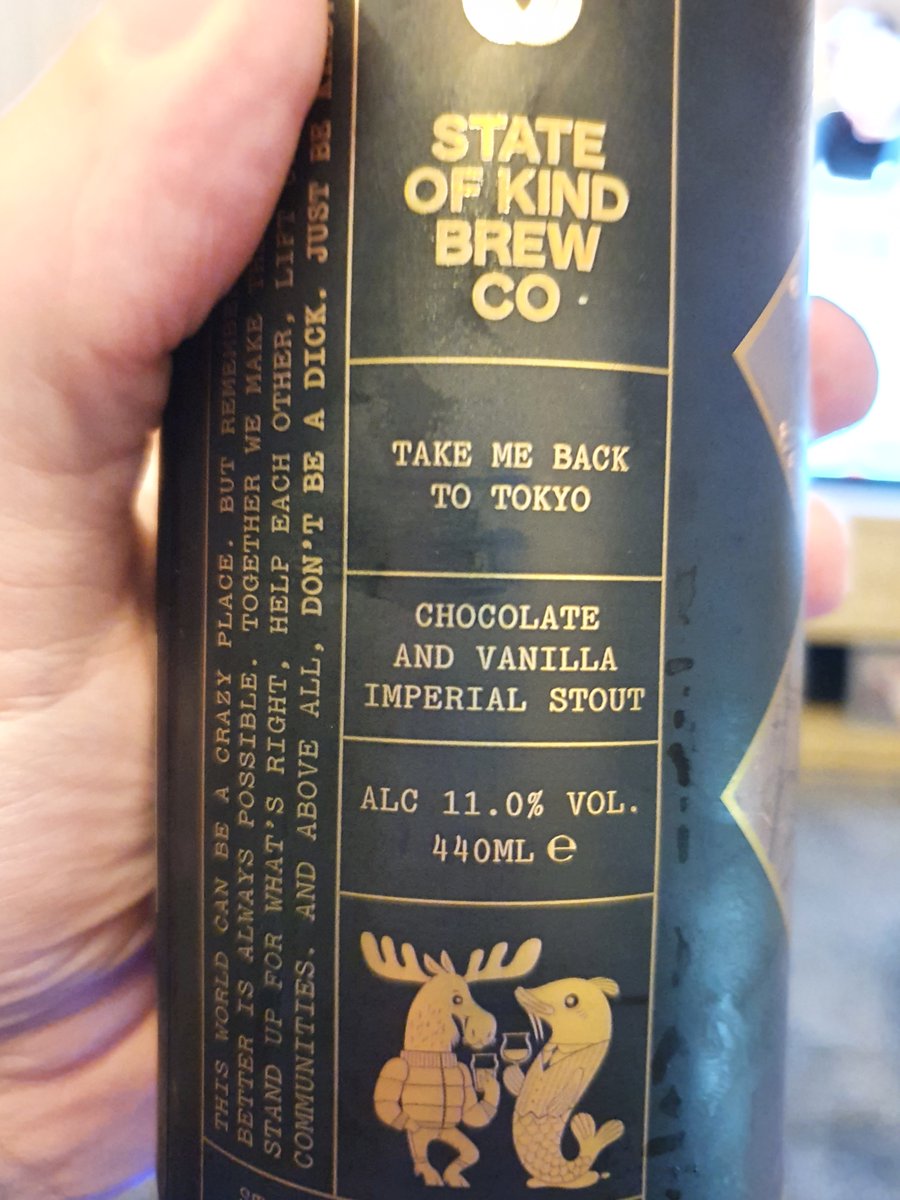 STATE
OF KIND
BREW
CO
TAKE ME BACK
TO TOKYO
CHOCOLATE
AND VANILLA
IMPERIAL STOUT
ALC 11.0% VOL.
440ML ℮
THIS WORLD CAN BE A CRAZY PLACE. BUT
BETTER IS ALWAYS POSSIBLE. TOGETHER WE MAKE
STAND UP FOR WHAT'S RIGHT, HELP EACH OTHER, LIFT
COMMUNITIES. AND ABOVE ALL, DON'T BE A DICK. JUST BE